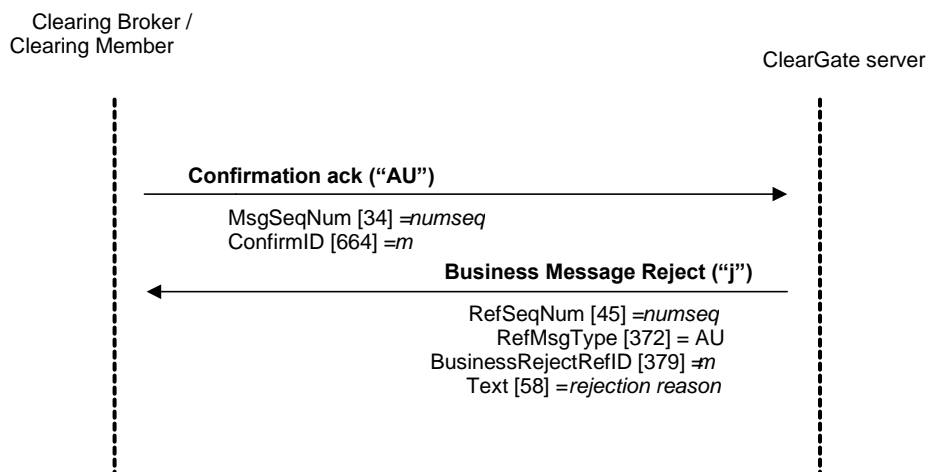 Clearing Broker /
Clearing Member
ClearGate server
Confirmation ack (“AU”)
MsgSeqNum [34] =numseq
ConfirmID [664] =m
Business Message Reject (“j”)
RefSeqNum [45] =numseq
RefMsgType [372] = AU
BusinessRejectRefID [379] =m
Text [58] =rejection reason